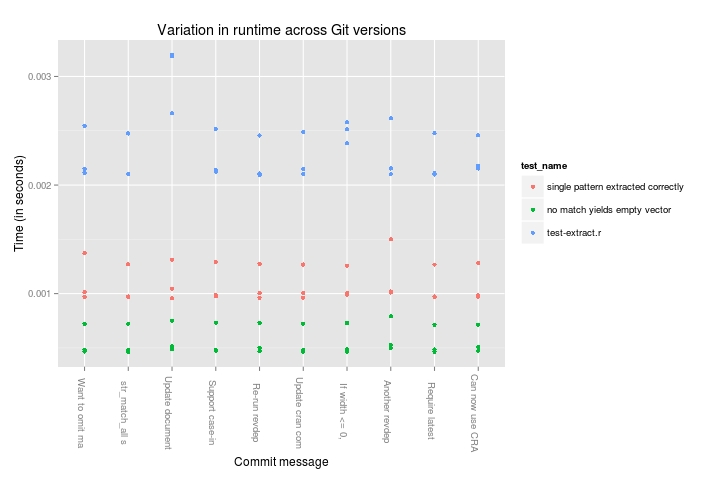 Variation in runtime across Git versions
Time (in seconds)
0.003
0.002
0.001
Want to omit ma
str_match_all s
Update document
Support case-in
Re-run revdep
Update cran com
If width <= 0,
Another revdep
Require latest
Can now use CRA
Commit message
test_name
single pattern extracted correctly
no match yields empty vector
test-extract.r